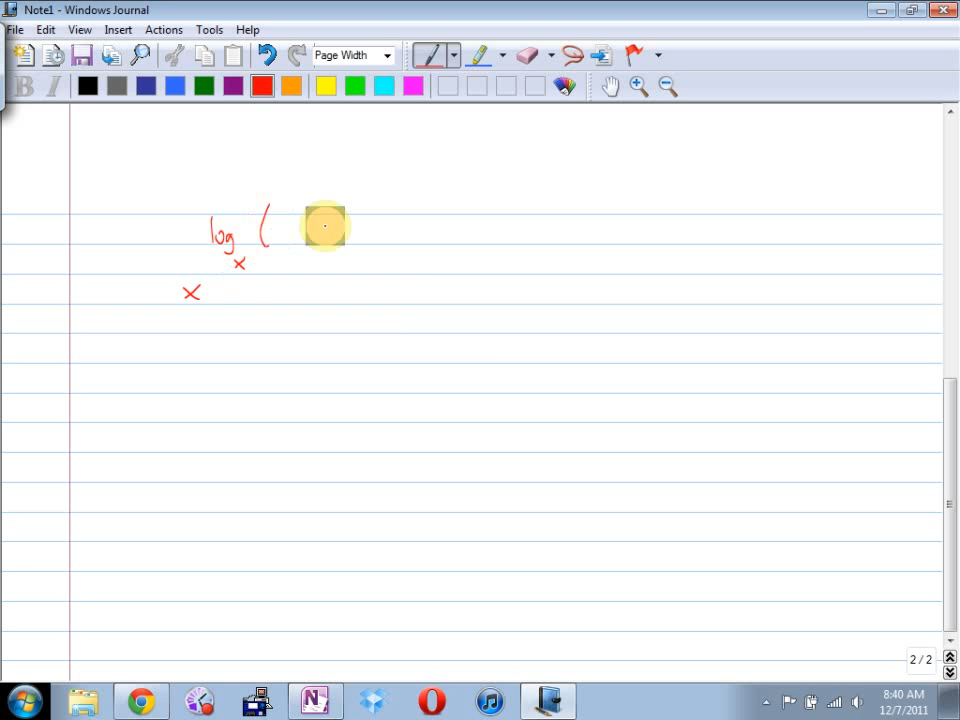 Note1 - Windows Journal
File Edit View Insert Actions Tools Help
Page Width
B I
log x (
x
2 / 2
8:40 AM
12/7/2011